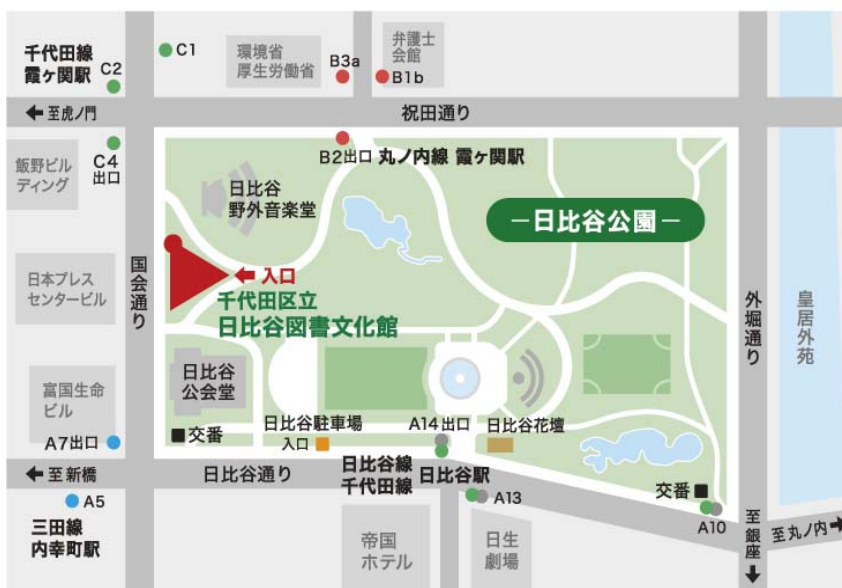 千代田線
霞ヶ関駅
C2
C1
環境省
厚生労働省
B3a
弁護士
会館
B1b
←至虎ノ門
祝田通り
飯野ビル
ディング
C4
出口
B2出口 丸ノ内線 霞ヶ関駅
日比谷
野外音楽堂
－日比谷公園－
日本プレス
センタービル
国会通り
←入口
千代田区立
日比谷図書文化館
外堀通り
皇居外苑
富国生命
ビル
日比谷
公会堂
A7出口
■交番
日比谷駐車場
入口
A14出口
日比谷花壇
←至新橋
日比谷通り
日比谷線
千代田線
日比谷駅
交番■
A5
A13
A10
三田線
内幸町駅
帝国
ホテル
日生
劇場
至銀座↓
至丸ノ内→